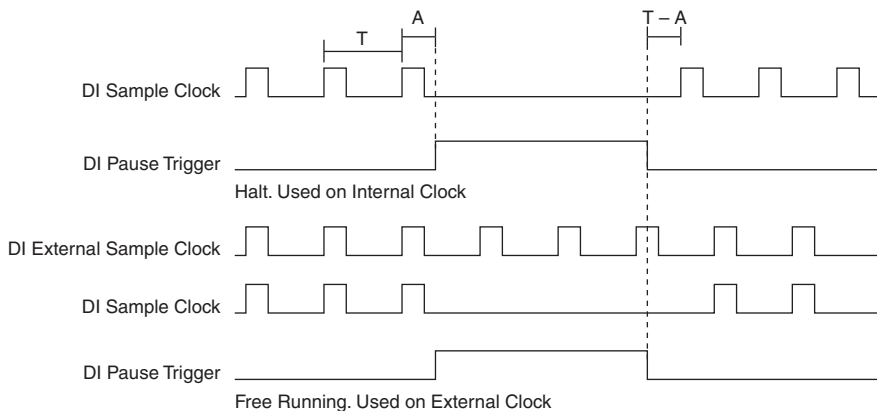 A
T – A
T
DI Sample Clock
DI Pause Trigger
Halt. Used on Internal Clock
DI External Sample Clock
DI Sample Clock
DI Pause Trigger
Free Running. Used on External Clock